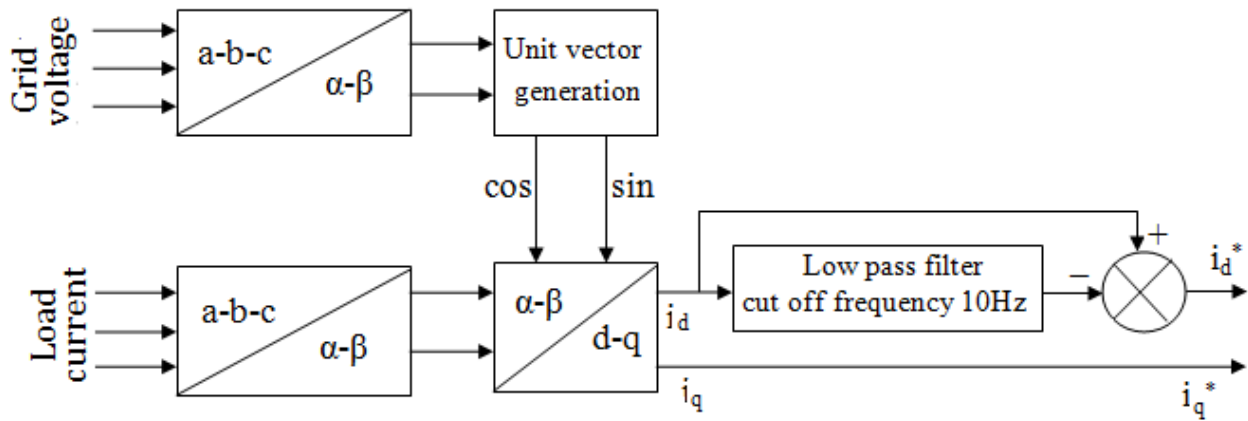 Grid
voltage
a-b-c
α-β
Unit vector
generation
cos
sin
Load
current
a-b-c
α-β
α-β
d-q
i_d
Low pass filter
cut off frequency 10Hz
+
−
i_d*
i_q
i_q*